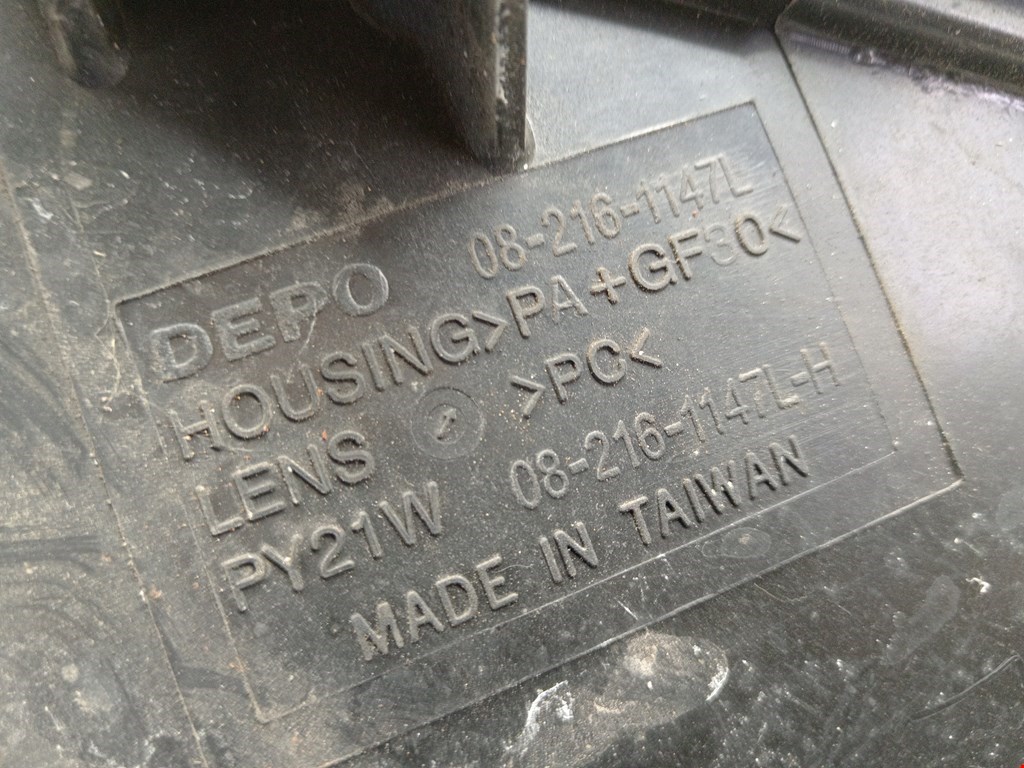 DEPO 08-216-1147L
HOUSING>PA+GF30<
LENS >PC<
PY21W 08-216-1147L-H
MADE IN TAIWAN